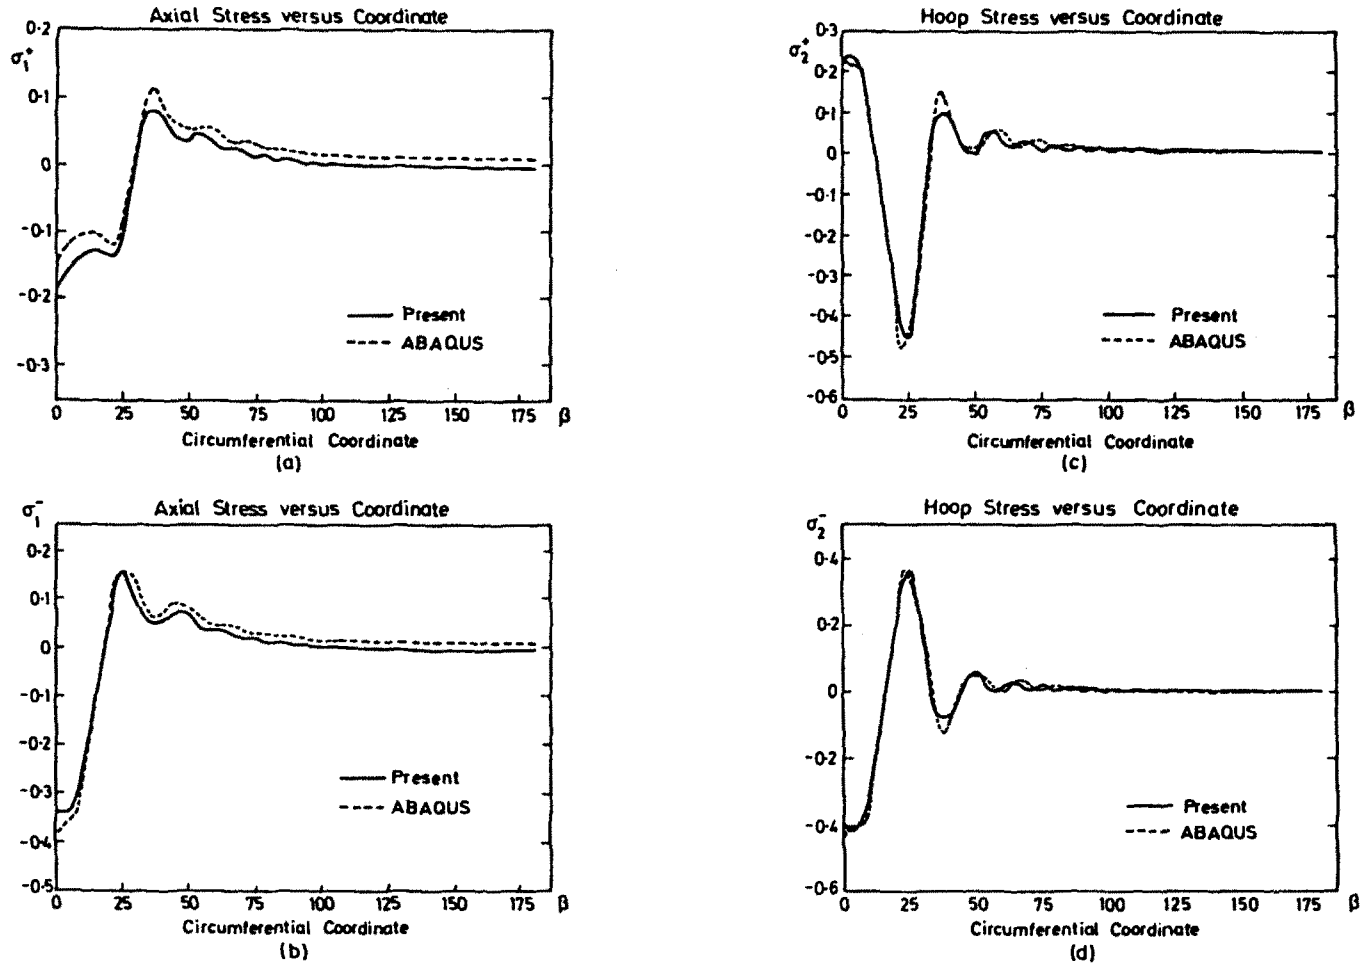 Axial Stress versus Coordinate
σ₁⁺
0·2
0·1
0
-0·1
-0·2
-0·3
Present
ABAQUS
0 25 50 75 100 125 150 175 β
Circumferential Coordinate
(a)
Hoop Stress versus Coordinate
σ₂⁺
0·3
0·2
0·1
0
-0·1
-0·2
-0·3
-0·4
-0·5
-0·6
Present
ABAQUS
0 25 50 75 100 125 150 175 β
Circumferential Coordinate
(c)
Axial Stress versus Coordinate
σ₁⁻
0·2
0·1
0
-0·1
-0·2
-0·3
-0·4
-0·5
Present
ABAQUS
0 25 50 75 100 125 150 175 β
Circumferential Coordinate
(b)
Hoop Stress versus Coordinate
σ₂⁻
0·4
0·2
0
-0·2
-0·4
-0·6
Present
ABAQUS
0 25 50 75 100 125 150 175 β
Circumferential Coordinate
(d)